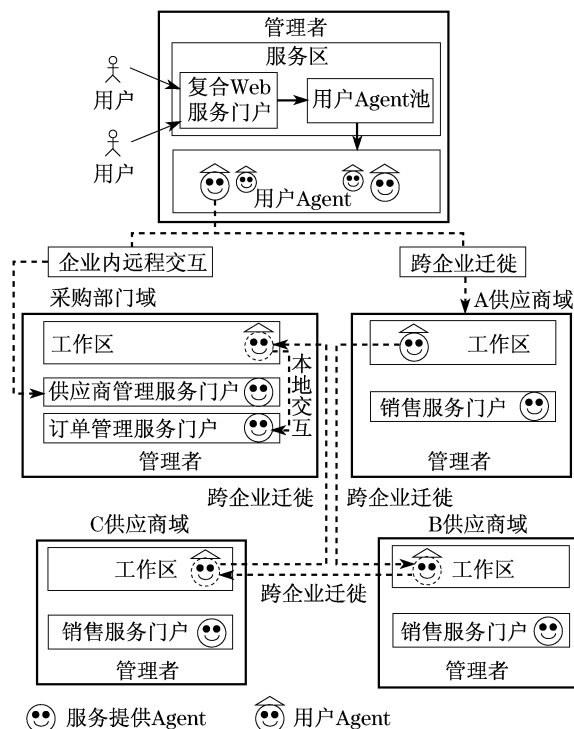 管理者
服务区
用户
复合Web
服务门户
用户Agent池
用户
用户Agent
企业内远程交互
跨企业迁徙
采购部门域
A供应商域
工作区
本地交互
供应商管理服务门户
订单管理服务门户
管理者
工作区
销售服务门户
管理者
跨企业迁徙
跨企业迁徙
C供应商域
B供应商域
工作区
跨企业迁徙
工作区
销售服务门户
管理者
销售服务门户
管理者
服务提供Agent
用户Agent